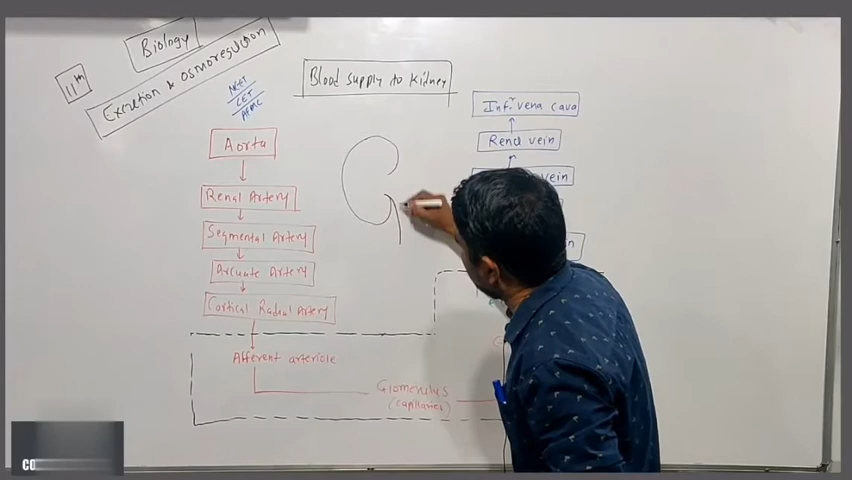 Biology
11th
Excretion & Osmoregulation
NEET
CET
AFMC
Blood Supply to Kidney
Aorta
Renal Artery
Segmental Artery
Arcuate Artery
Cortical Radial Artery
Afferent arteriole
Glomerulus
(capillaries)
Inf. vena cava
Renal vein
vein